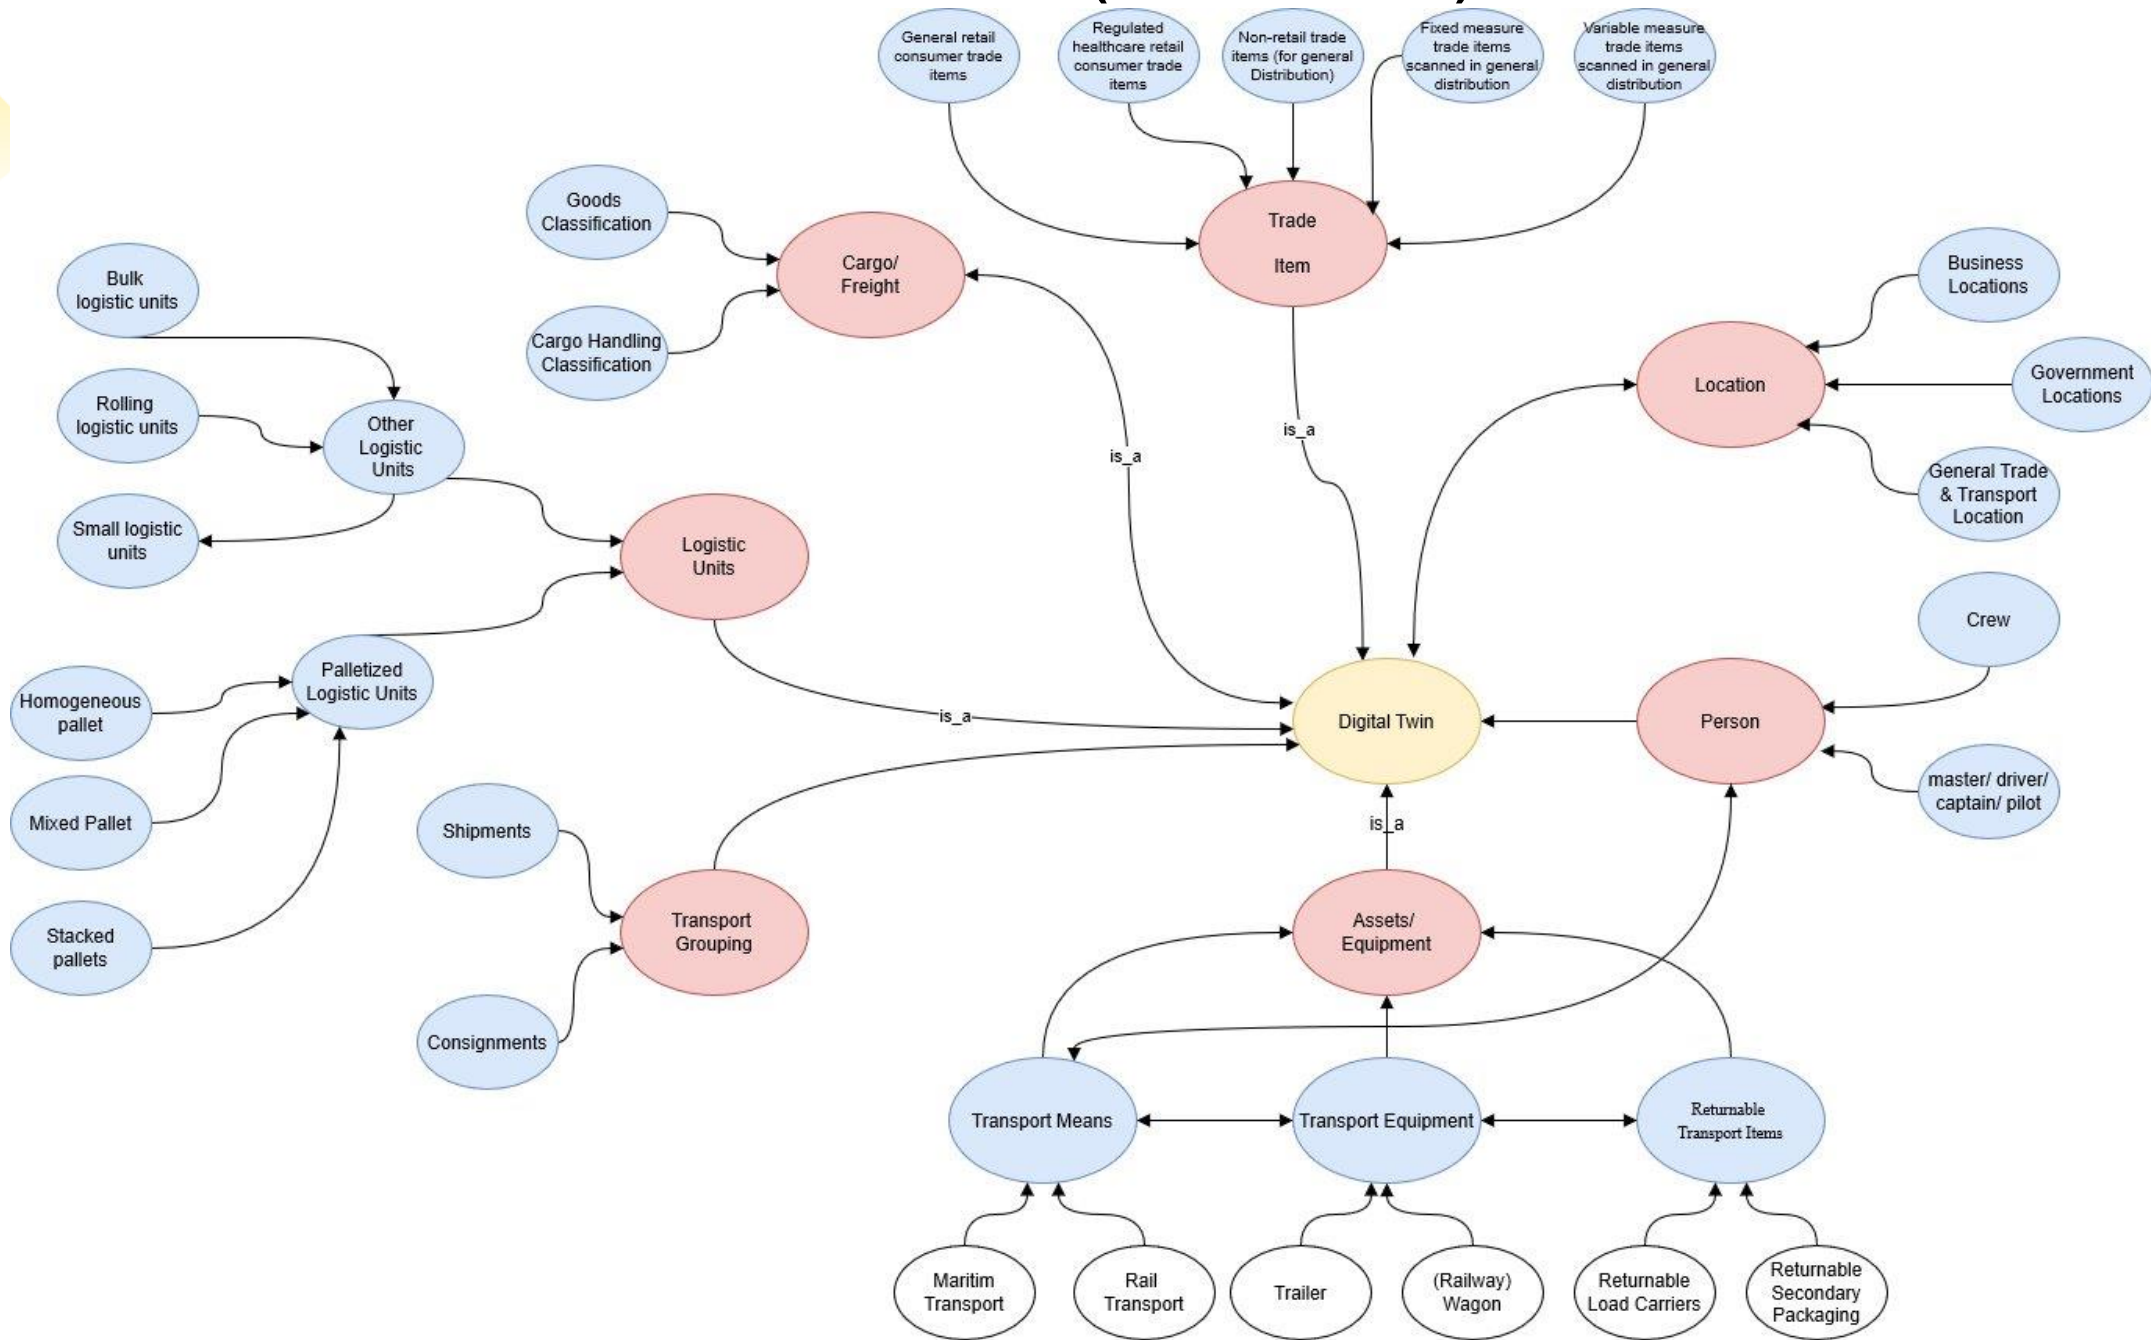 General retail
consumer trade
items
Regulated
healthcare retail
consumer trade
items
Non-retail trade
items (for general
Distribution)
Fixed measure
trade items
scanned in general
distribution
Variable measure
trade items
scanned in general
distribution
Goods
Classification
Cargo/
Freight
Trade
Item
Cargo Handling
Classification
Business
Locations
Location
Government
Locations
General Trade
& Transport
Location
Bulk
logistic units
Rolling
logistic units
Other
Logistic
Units
Small logistic
units
is_a
is_a
Logistic
Units
Palletized
Logistic Units
Homogeneous
pallet
Mixed Pallet
Stacked
pallets
is_a
Digital Twin
Person
Crew
master/ driver/
captain/ pilot
Shipments
Transport
Grouping
Consignments
is_a
Assets/
Equipment
Transport Means
Transport Equipment
Returnable
Transport Items
Maritim
Transport
Rail
Transport
Trailer
(Railway)
Wagon
Returnable
Load Carriers
Returnable
Secondary
Packaging